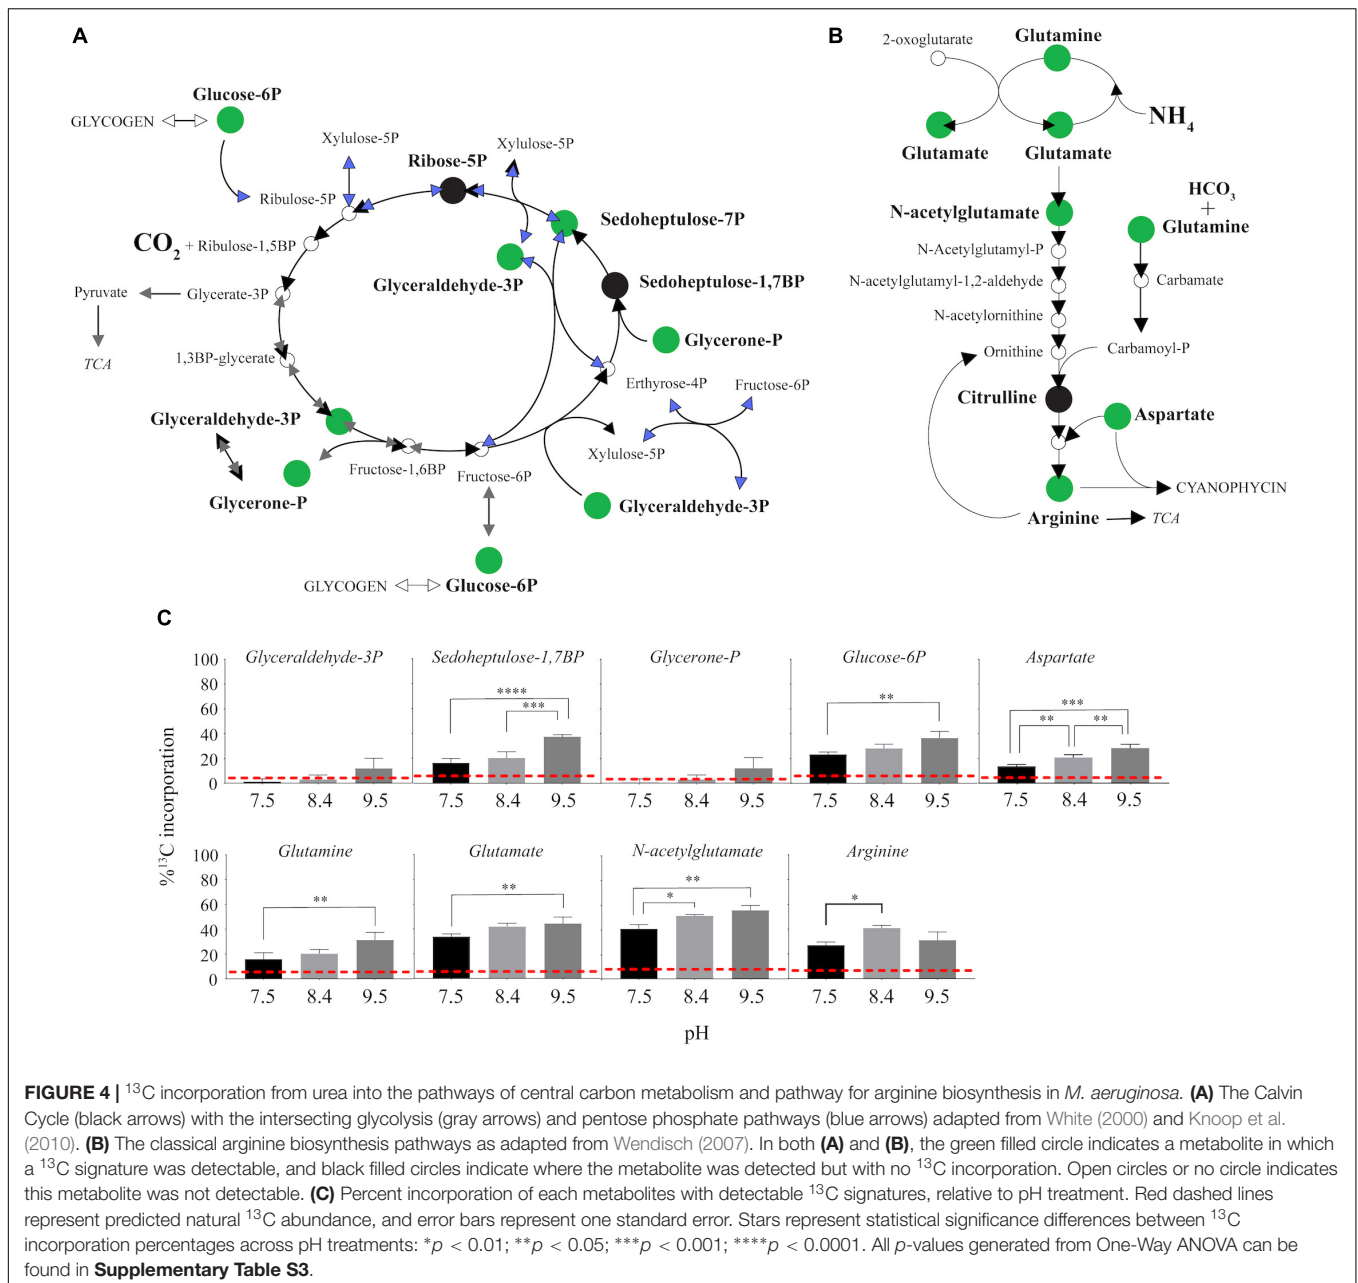 A
Glucose-6P
GLYCOGEN
Xylulose-5P
Xylulose-5P
Ribose-5P
Ribulose-5P
Sedoheptulose-7P
CO2 + Ribulose-1,5BP
Glyceraldehyde-3P
Sedoheptulose-1,7BP
Pyruvate
Glycerate-3P
Glycerone-P
TCA
1,3BP-glycerate
Erthyrose-4P
Fructose-6P
Glyceraldehyde-3P
Xylulose-5P
Fructose-1,6BP
Fructose-6P
Glycerone-P
Glyceraldehyde-3P
GLYCOGEN
Glucose-6P
B
2-oxoglutarate
Glutamine
NH4
Glutamate
Glutamate
HCO3
+
Glutamine
N-acetylglutamate
N-Acetylglutamyl-P
N-acetylglutamyl-1,2-aldehyde
Carbamate
N-acetylornithine
Ornithine
Carbamoyl-P
Citrulline
Aspartate
CYANOPHYCIN
Arginine
TCA
C
%13C incorporation
Glyceraldehyde-3P
Sedoheptulose-1,7BP
Glycerone-P
Glucose-6P
Aspartate
100
80
60
40
20
0
****
***
**
***
**
**
7.5 8.4 9.5
7.5 8.4 9.5
7.5 8.4 9.5
7.5 8.4 9.5
7.5 8.4 9.5
Glutamine
Glutamate
N-acetylglutamate
Arginine
100
80
60
40
20
0
**
**
**
*
*
7.5 8.4 9.5
7.5 8.4 9.5
7.5 8.4 9.5
7.5 8.4 9.5
pH
FIGURE 4 | 13C incorporation from urea into the pathways of central carbon metabolism and pathway for arginine biosynthesis in M. aeruginosa. (A) The Calvin
Cycle (black arrows) with the intersecting glycolysis (gray arrows) and pentose phosphate pathways (blue arrows) adapted from White (2000) and Knoop et al.
(2010). (B) The classical arginine biosynthesis pathways as adapted from Wendisch (2007). In both (A) and (B), the green filled circle indicates a metabolite in which
a 13C signature was detectable, and black filled circles indicate where the metabolite was detected but with no 13C incorporation. Open circles or no circle indicates
this metabolite was not detectable. (C) Percent incorporation of each metabolites with detectable 13C signatures, relative to pH treatment. Red dashed lines
represent predicted natural 13C abundance, and error bars represent one standard error. Stars represent statistical significance differences between 13C
incorporation percentages across pH treatments: *p < 0.01; **p < 0.05; ***p < 0.001; ****p < 0.0001. All p-values generated from One-Way ANOVA can be
found in Supplementary Table S3.